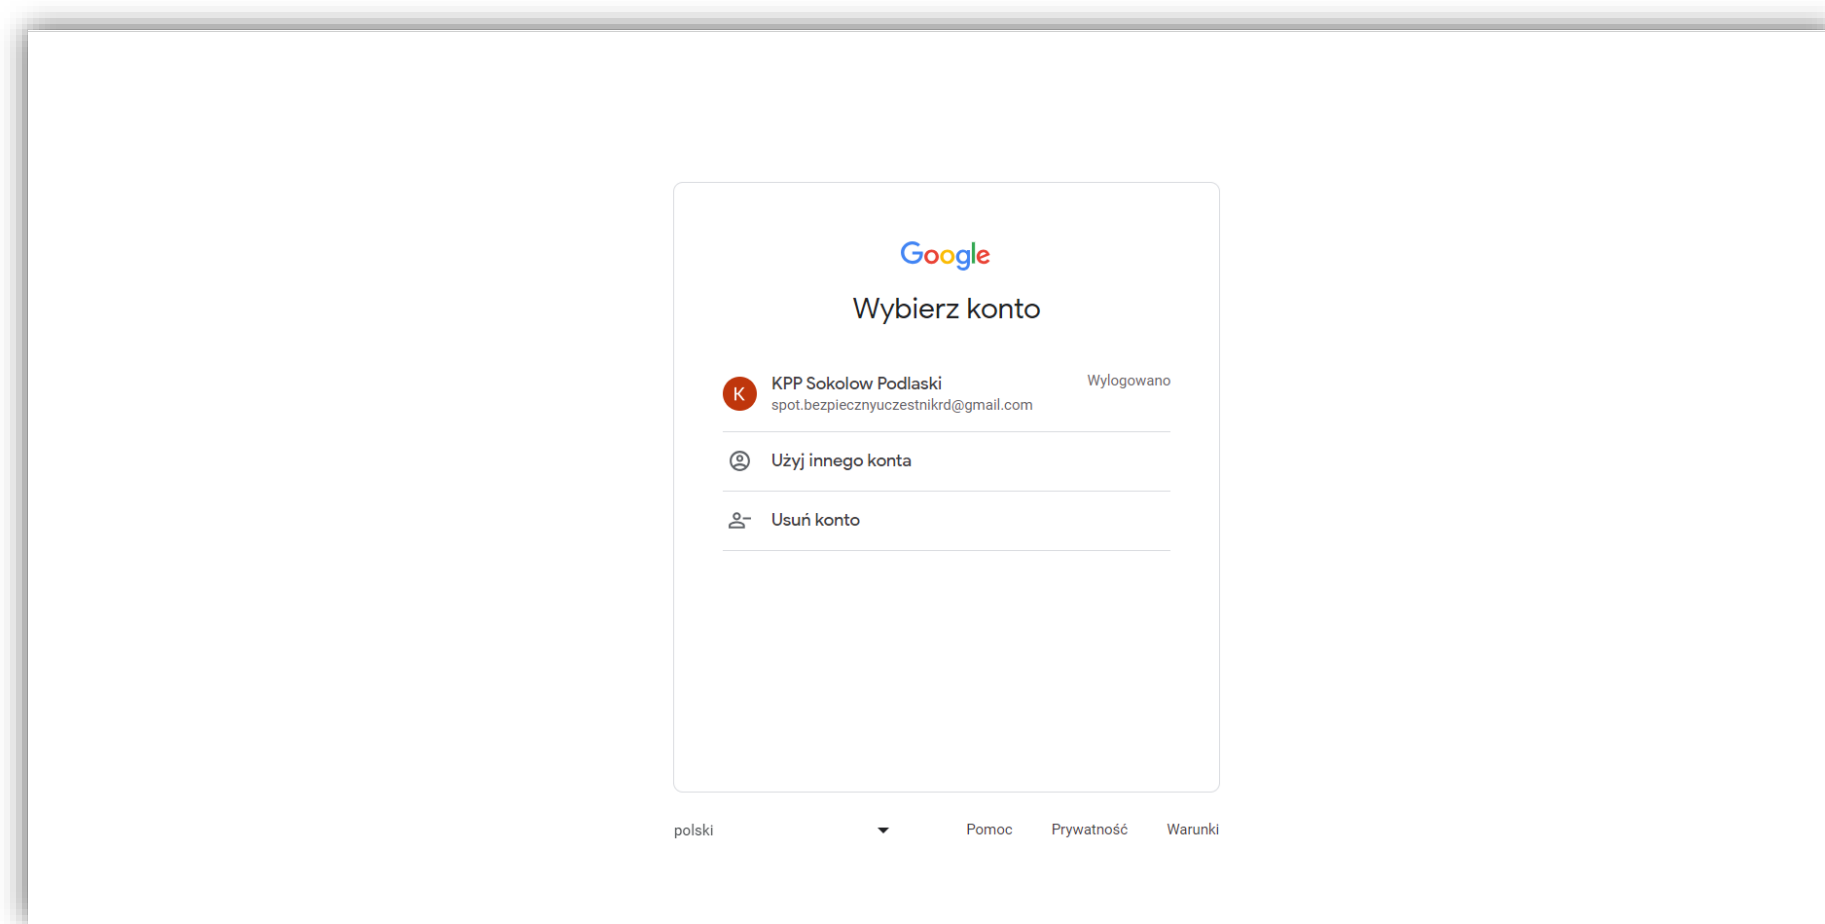 Google
Wybierz konto
K
KPP Sokolow Podlaski
Wylogowano
spot.bezpiecznyuczestnikrd@gmail.com
Użyj innego konta
Usuń konto
polski
Pomoc
Prywatność
Warunki